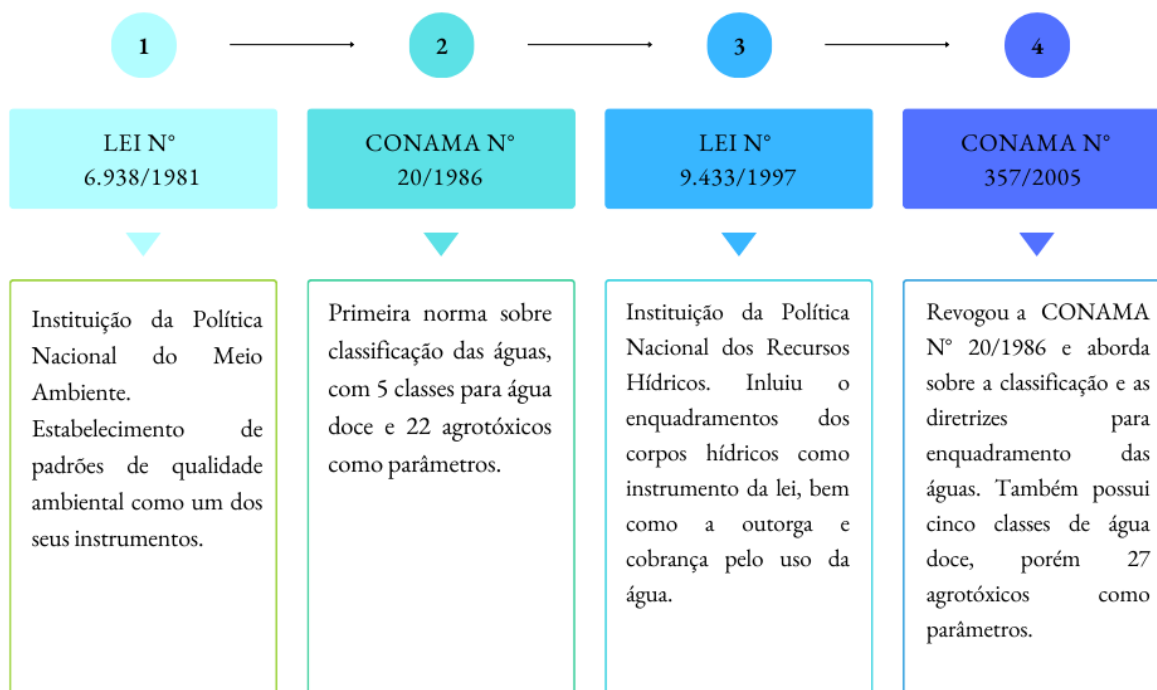 1
2
3
4
LEI N°
6.938/1981
CONAMA N°
20/1986
LEI N°
9.433/1997
CONAMA N°
357/2005
Instituição da Política
Nacional do Meio
Ambiente.
Estabelecimento de
padrões de qualidade
ambiental como um dos
seus instrumentos.
Primeira norma sobre
classificação das águas,
com 5 classes para água
doce e 22 agrotóxicos
como parâmetros.
Instituição da Política
Nacional dos Recursos
Hídricos. Inluiu o
enquadramentos dos
corpos hídricos como
instrumento da lei, bem
como a outorga e
cobrança pelo uso da
água.
Revogou a CONAMA
N° 20/1986 e aborda
sobre a classificação e as
diretrizes para
enquadramento das
águas. Também possui
cinco classes de água
doce, porém 27
agrotóxicos como
parâmetros.